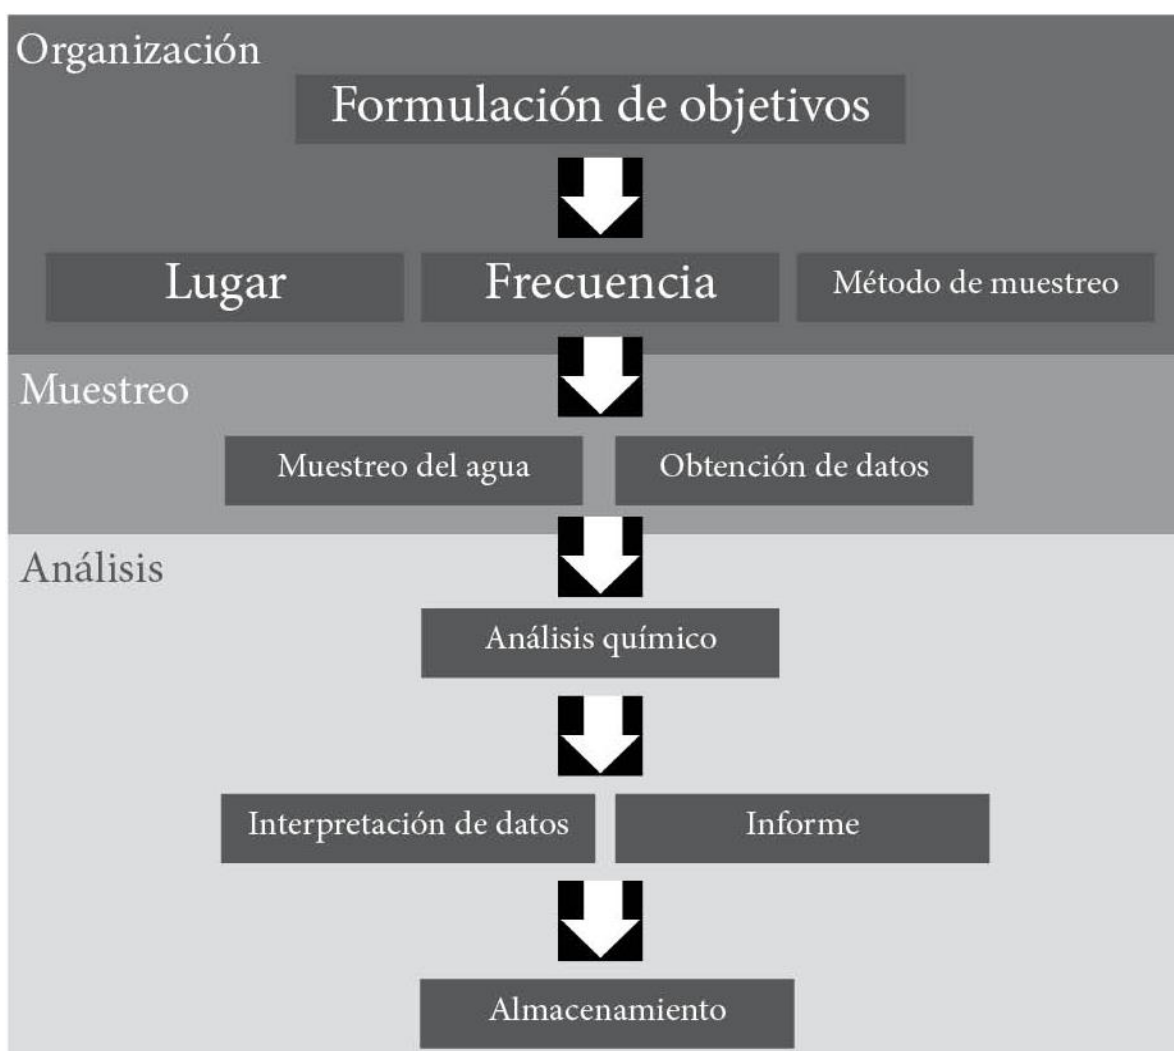 Organización
Formulación de objetivos
Lugar
Frecuencia
Método de muestreo
Muestreo
Muestreo del agua
Obtención de datos
Análisis
Análisis químico
Interpretación de datos
Informe
Almacenamiento